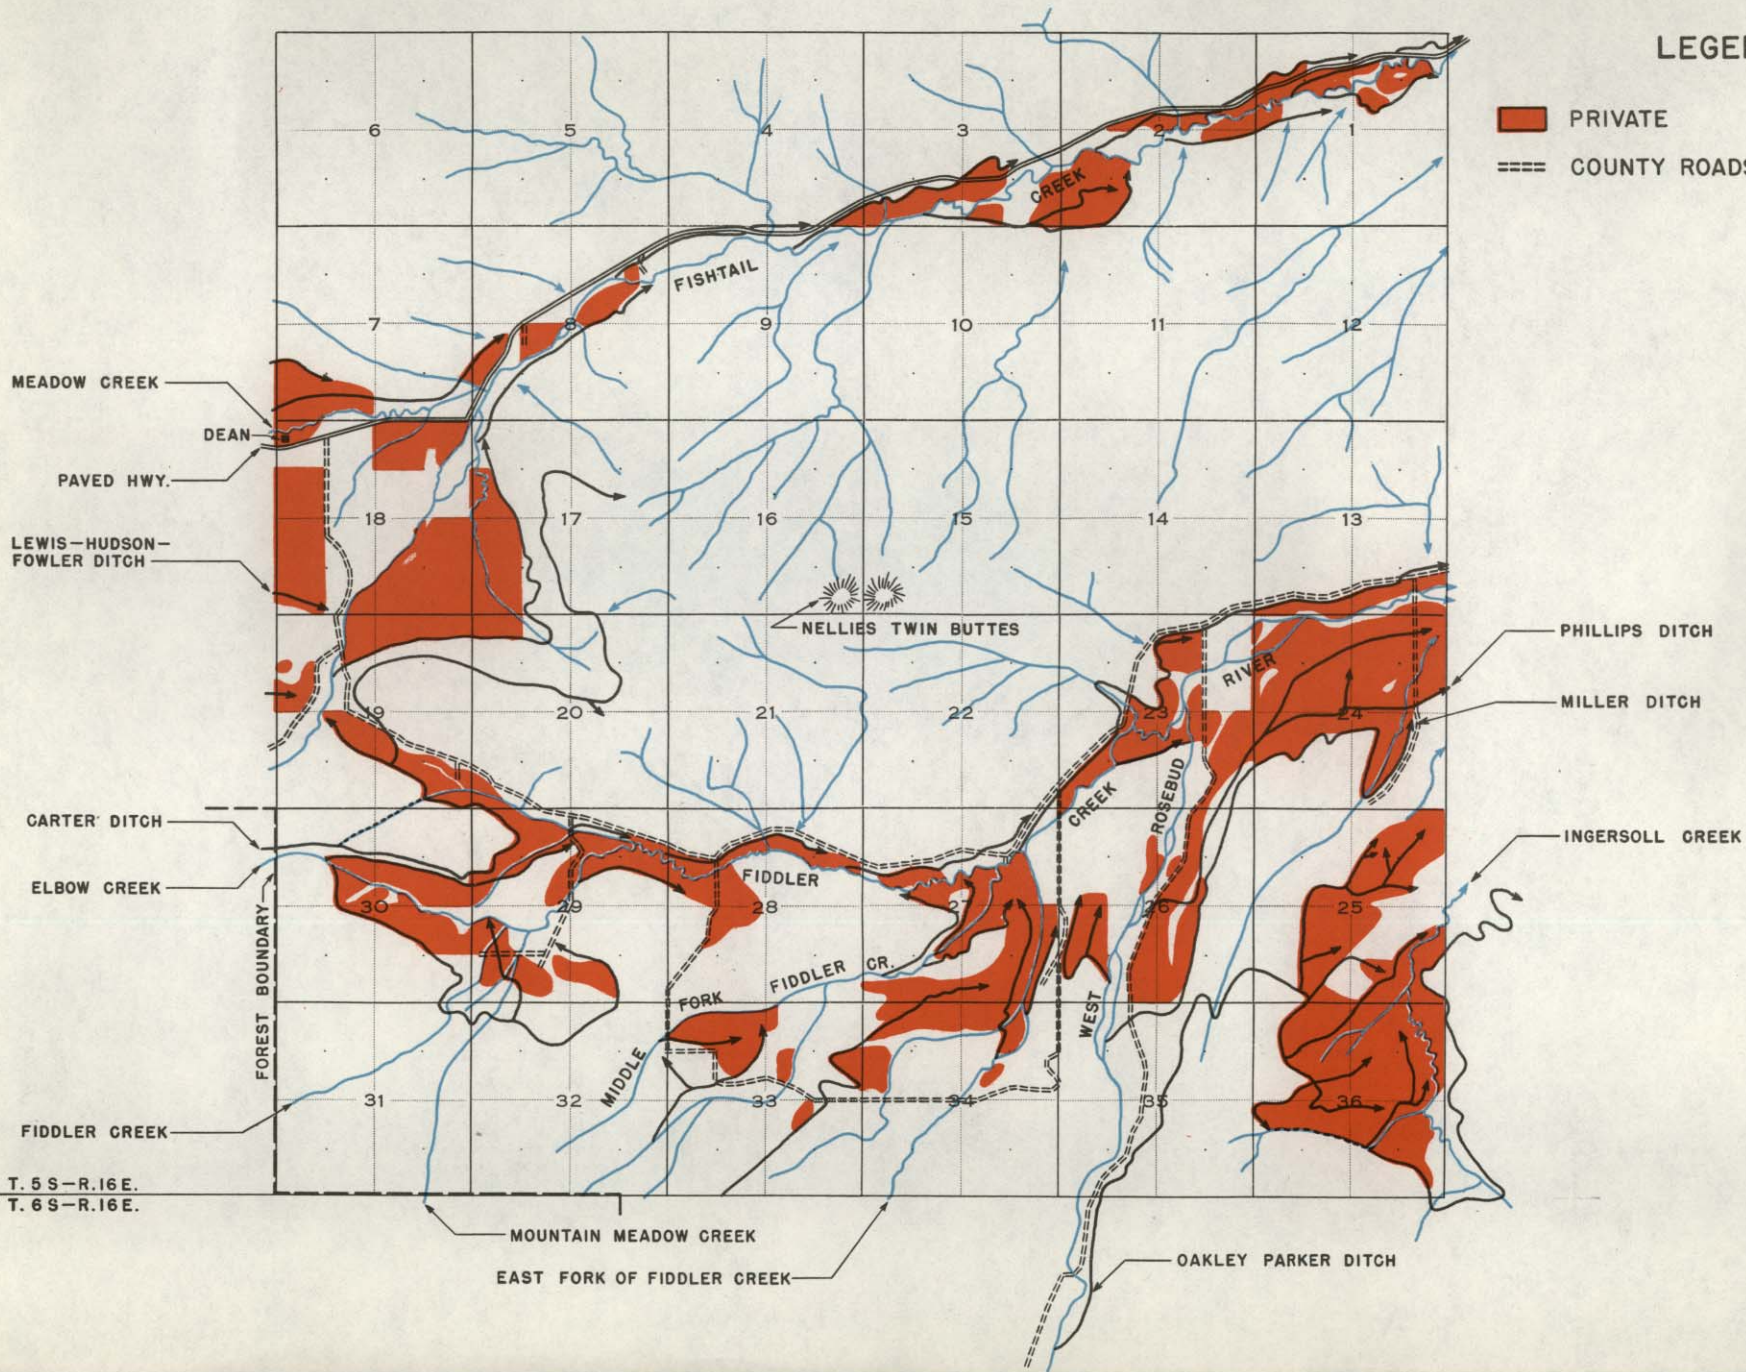 LEGE
PRIVATE
COUNTY ROADS
6 5 4 3 2 1
CREEK
FISHTAIL
7 8 9 10 11 12
MEADOW CREEK
DEAN
PAVED HWY.
18 17 16 15 14 13
LEWIS-HUDSON-
FOWLER DITCH
NELLIES TWIN BUTTES
PHILLIPS DITCH
RIVER
MILLER DITCH
19 20 21 22 23 24
ROSEBUD
CREEK
CARTER DITCH
INGERSOLL CREEK
ELBOW CREEK
FIDDLER
30 29 28 27 26 25
FOREST BOUNDARY
FIDDLER CR.
FORK
WEST
MIDDLE
31 32 33 34 35 36
FIDDLER CREEK
T. 5 S-R.16E.
T. 6 S-R.16E.
MOUNTAIN MEADOW CREEK
EAST FORK OF FIDDLER CREEK
OAKLEY PARKER DITCH